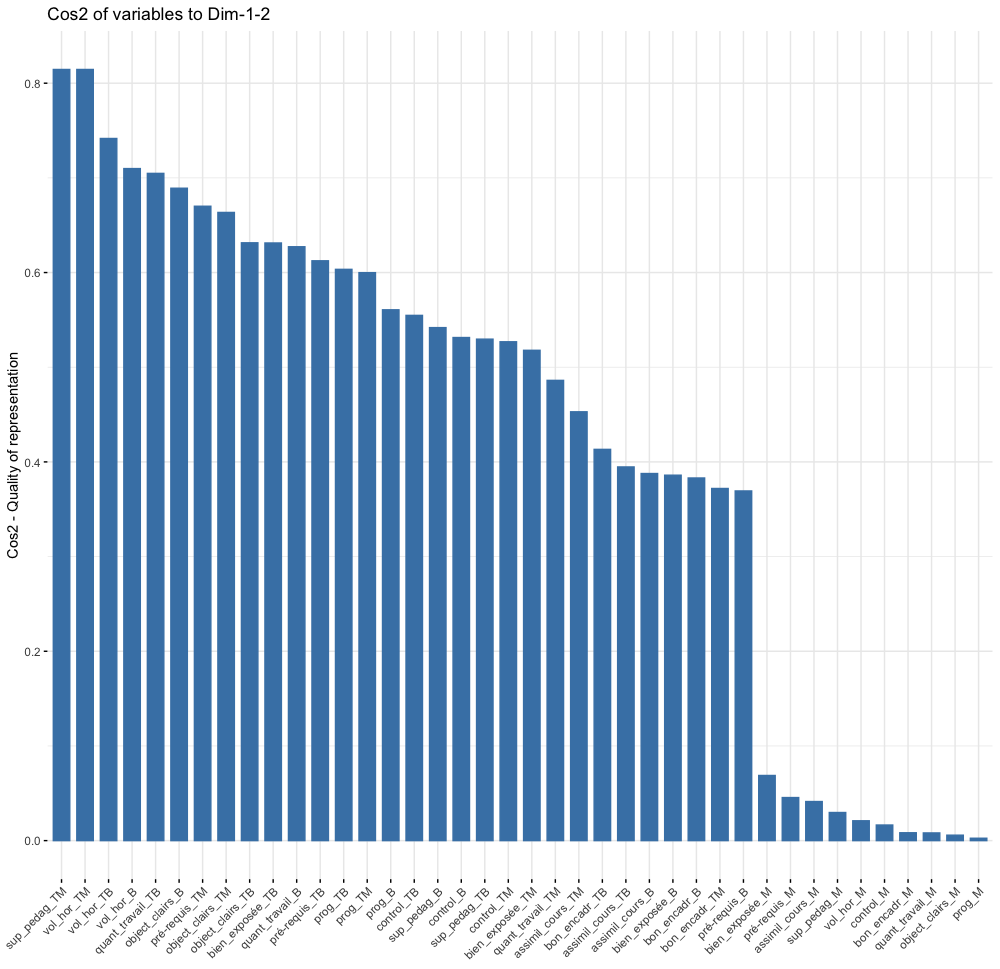 Cos2 of variables to Dim-1-2
Cos2 - Quality of representation
0.8
0.6
0.4
0.2
0.0
sup_pedag_TM
vol_hor_TM
vol_hor_TB
vol_hor_B
quant_travail_TB
object_clairs_B
pré-requis_TM
object_clairs_TM
object_clairs_TB
bien_exposée_TB
quant_travail_B
pré-requis_TB
prog_TB
prog_TM
prog_B
control_TB
sup_pedag_B
control_B
sup_pedag_TB
control_TM
bien_exposée_TM
quant_travail_TM
assimil_cours_TM
bon_encadr_TB
assimil_cours_TB
assimil_cours_B
bien_exposée_B
bon_encadr_B
bon_encadr_TM
pré-requis_B
bien_exposée_M
pré-requis_M
assimil_cours_M
sup_pedag_M
vol_hor_M
control_M
bon_encadr_M
quant_travail_M
object_clairs_M
prog_M